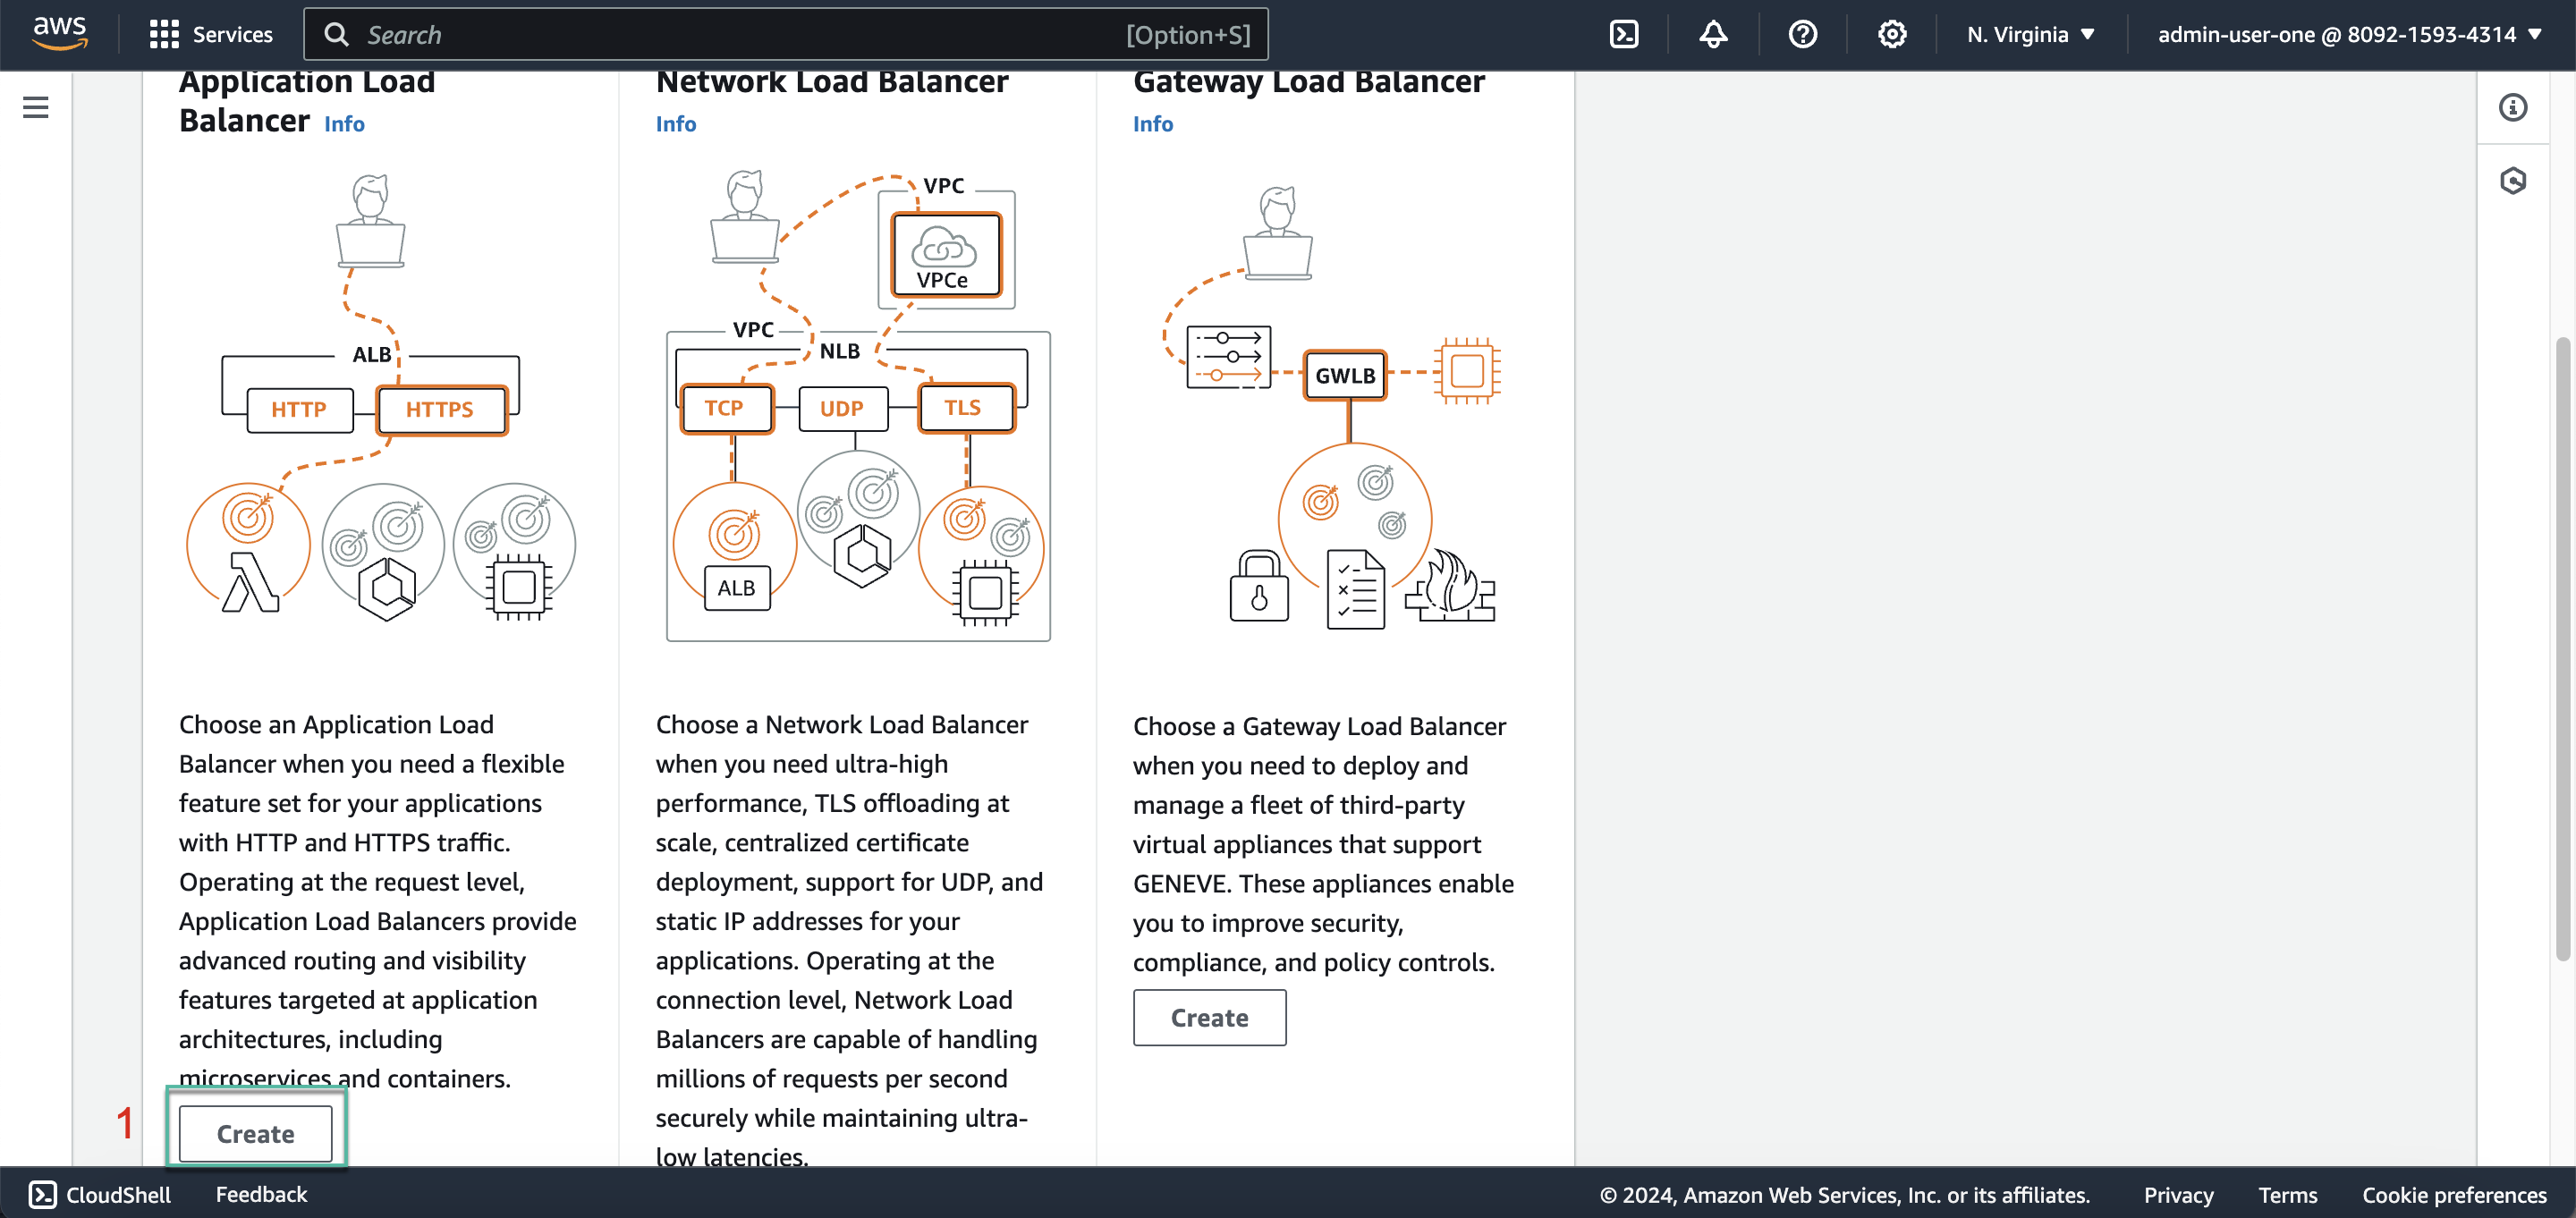 aws
Services
Search
[Option+S]
N. Virginia
admin-user-one @ 8092-1593-4314
Application Load
Balancer Info
VPC
VPCe
ALB
HTTP
HTTPS
Network Load Balancer
Info
VPC
NLB
TCP
UDP
TLS
ALB
Gateway Load Balancer
Info
GWLB
Choose an Application Load
Balancer when you need a flexible
feature set for your applications
with HTTP and HTTPS traffic.
Operating at the request level,
Application Load Balancers provide
advanced routing and visibility
features targeted at application
architectures, including
microservices and containers.
1
Create
Choose a Network Load Balancer
when you need ultra-high
performance, TLS offloading at
scale, centralized certificate
deployment, support for UDP, and
static IP addresses for your
applications. Operating at the
connection level, Network Load
Balancers are capable of handling
millions of requests per second
securely while maintaining ultra-
low latencies.
Choose a Gateway Load Balancer
when you need to deploy and
manage a fleet of third-party
virtual appliances that support
GENEVE. These appliances enable
you to improve security,
compliance, and policy controls.
Create
CloudShell
Feedback
© 2024, Amazon Web Services, Inc. or its affiliates.
Privacy
Terms
Cookie preferences